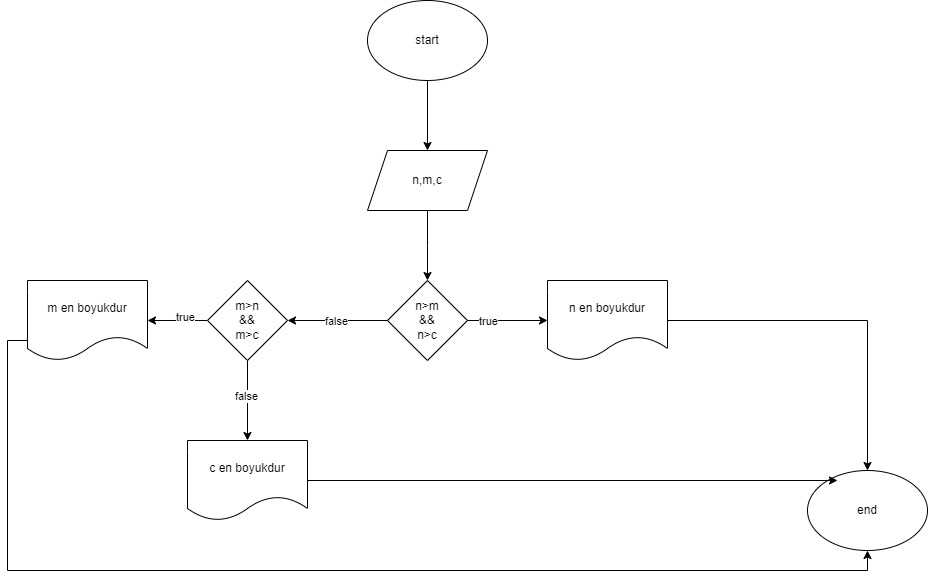 start
n,m,c
n>m
&&
n>c
true
n en boyukdur
false
m>n
&&
m>c
true
m en boyukdur
false
c en boyukdur
end